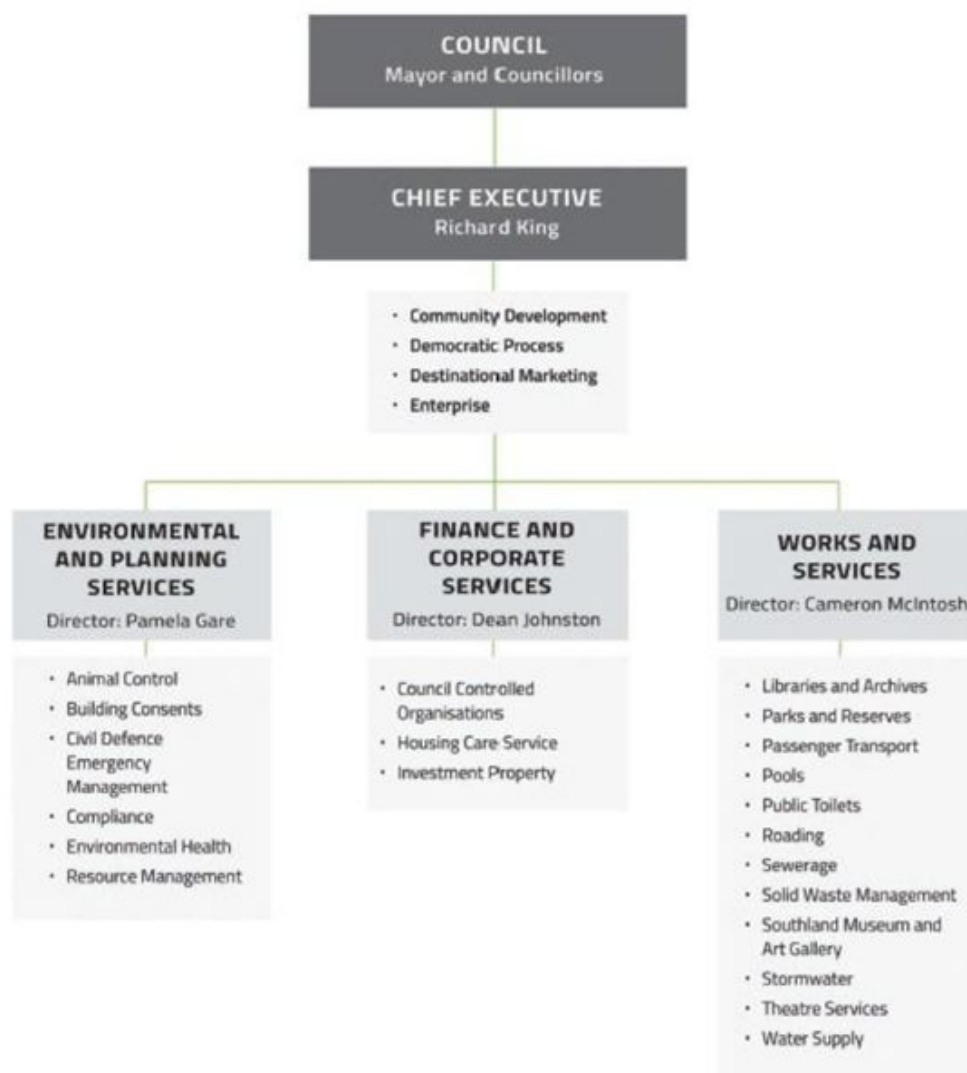 COUNCIL
Mayor and Councillors
CHIEF EXECUTIVE
Richard King
• Community Development
• Democratic Process
• Destinational Marketing
• Enterprise
ENVIRONMENTAL
AND PLANNING
SERVICES
Director: Pamela Gare
• Animal Control
• Building Consents
• Civil Defence
Emergency
Management
• Compliance
• Environmental Health
• Resource Management
FINANCE AND
CORPORATE
SERVICES
Director: Dean Johnston
• Council Controlled
Organisations
• Housing Care Service
• Investment Property
WORKS AND
SERVICES
Director: Cameron McIntosh
• Libraries and Archives
• Parks and Reserves
• Passenger Transport
• Pools
• Public Toilets
• Roading
• Sewerage
• Solid Waste Management
• Southland Museum and
Art Gallery
• Stormwater
• Theatre Services
• Water Supply